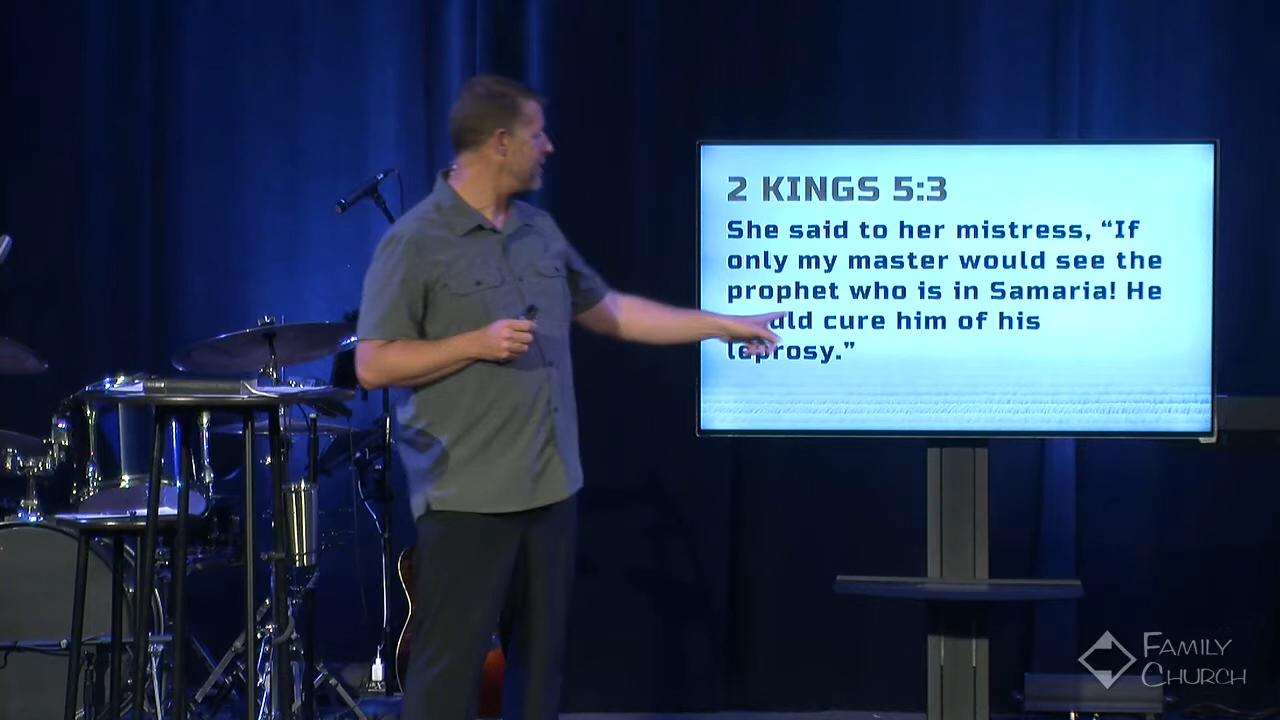 2 KINGS 5:3
She said to her mistress, “If
only my master would see the
prophet who is in Samaria! He
cure him of his
leprosy.”
FAMILY
CHURCH